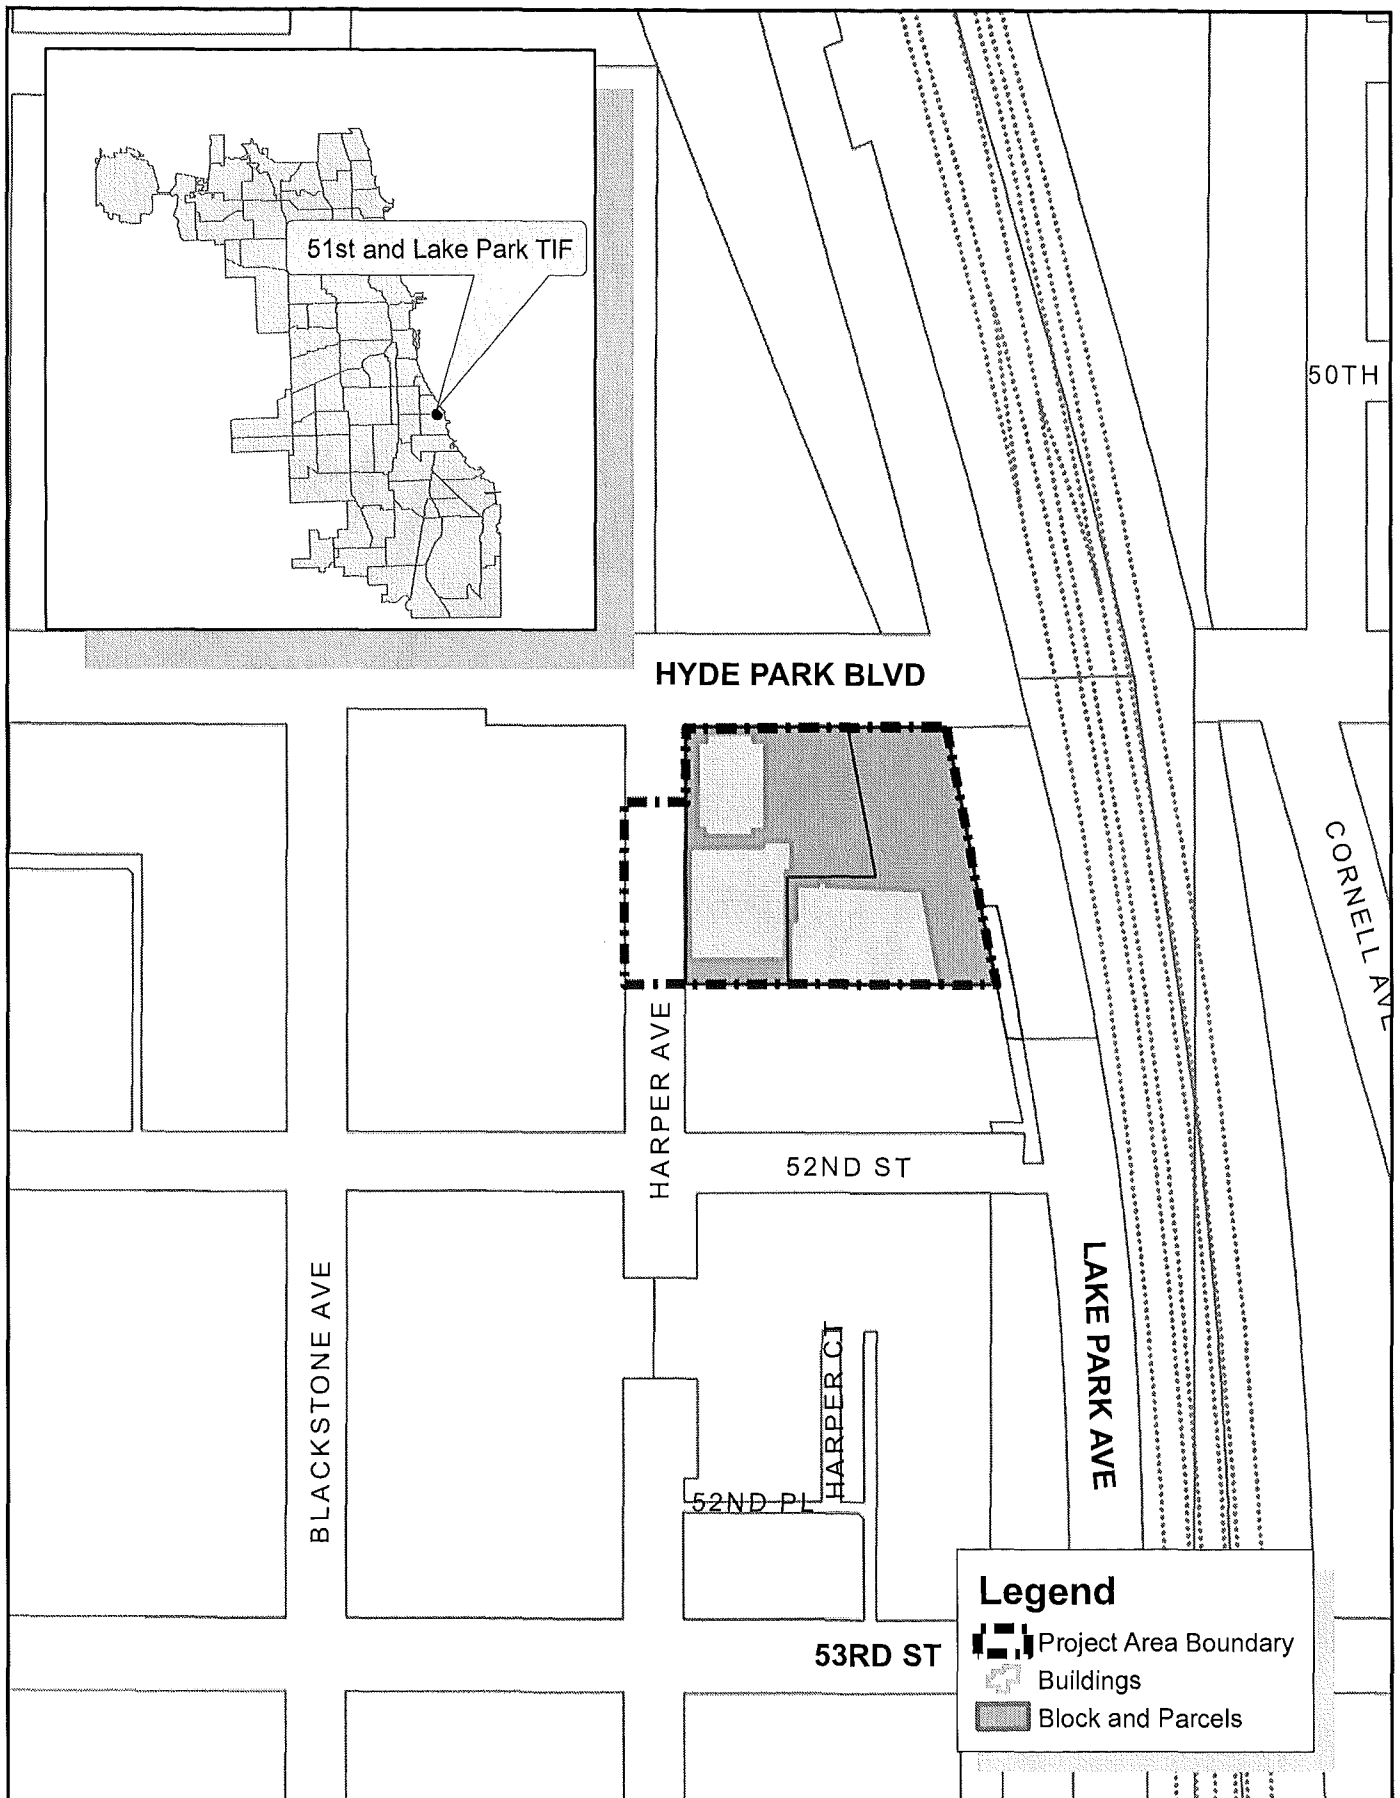 51st and Lake Park TIF
50TH
HYDE PARK BLVD
CORNELL AVE
HARPER AVE
52ND ST
LAKE PARK AVE
BLACKSTONE AVE
HARPER CT
52ND PL
53RD ST
Legend
Project Area Boundary
Buildings
Block and Parcels